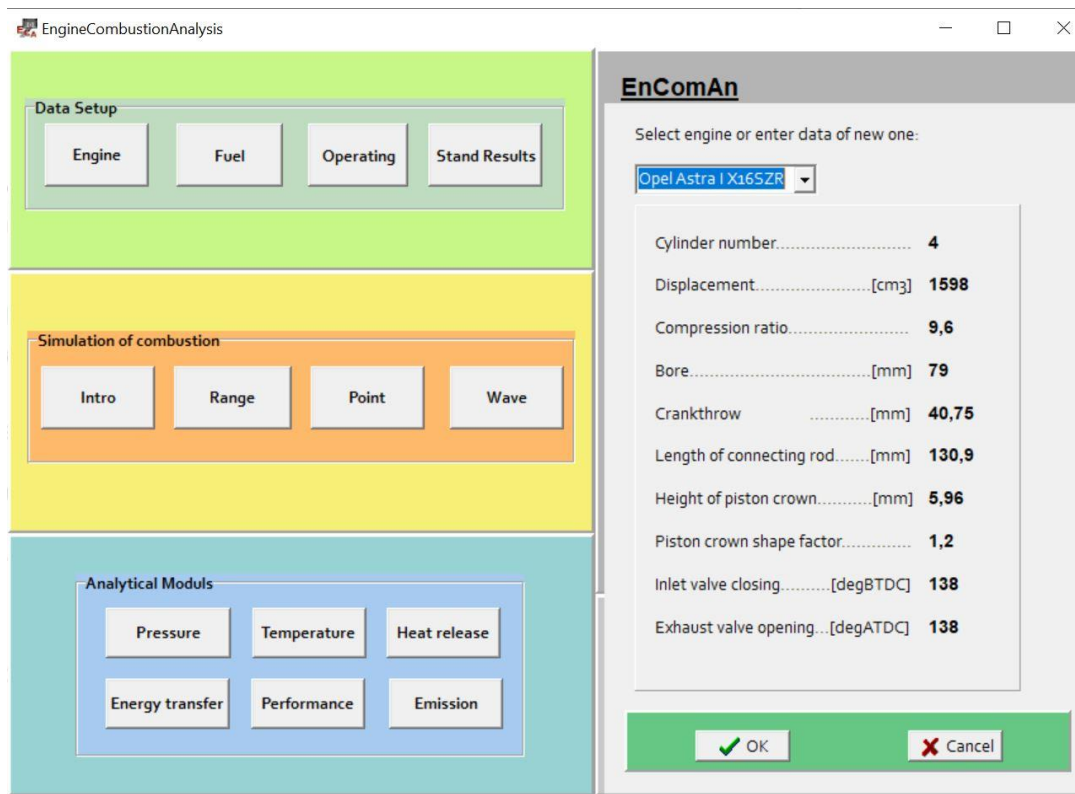 EngineCombustionAnalysis
Data Setup
Engine
Fuel
Operating
Stand Results
Simulation of combustion
Intro
Range
Point
Wave
Analytical Moduls
Pressure
Temperature
Heat release
Energy transfer
Performance
Emission
EnComAn
Select engine or enter data of new one:
Opel Astra I X16SZR
Cylinder number........................... 4
Displacement.......................[cm3] 1598
Compression ratio........................ 9,6
Bore....................................[mm] 79
Crankthrow ............[mm] 40,75
Length of connecting rod.......[mm] 130,9
Height of piston crown...........[mm] 5,96
Piston crown shape factor.............. 1,2
Inlet valve closing..........[degBTDC] 138
Exhaust valve opening...[degATDC] 138
OK
Cancel